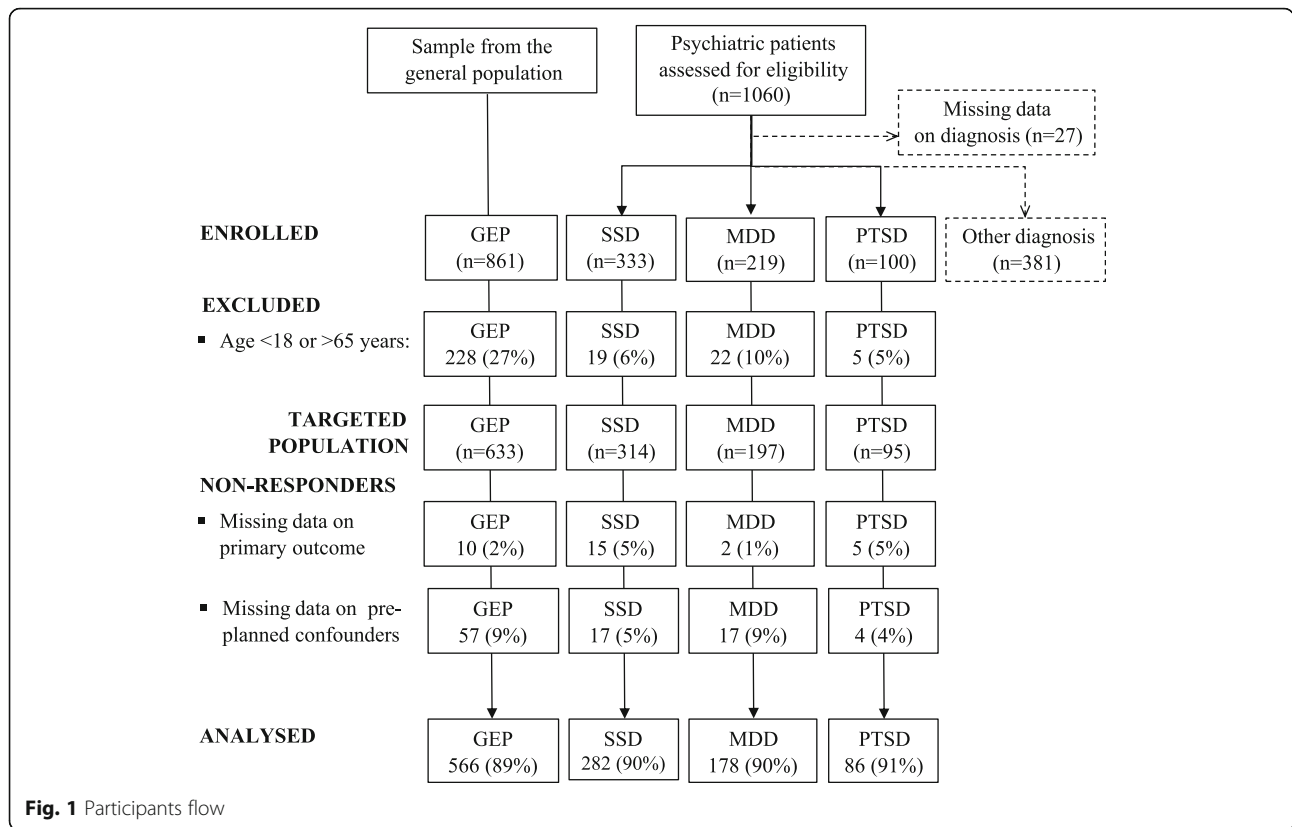 Sample from the
general population
Psychiatric patients
assessed for eligibility
(n=1060)
Missing data
on diagnosis (n=27)
ENROLLED
GEP
(n=861)
SSD
(n=333)
MDD
(n=219)
PTSD
(n=100)
Other diagnosis
(n=381)
EXCLUDED
▪ Age <18 or >65 years:
GEP
228 (27%)
SSD
19 (6%)
MDD
22 (10%)
PTSD
5 (5%)
TARGETED
POPULATION
GEP
(n=633)
SSD
(n=314)
MDD
(n=197)
PTSD
(n=95)
NON-RESPONDERS
▪ Missing data on
primary outcome
GEP
10 (2%)
SSD
15 (5%)
MDD
2 (1%)
PTSD
5 (5%)
▪ Missing data on pre-
planned confounders
GEP
57 (9%)
SSD
17 (5%)
MDD
17 (9%)
PTSD
4 (4%)
ANALYSED
GEP
566 (89%)
SSD
282 (90%)
MDD
178 (90%)
PTSD
86 (91%)
Fig. 1 Participants flow